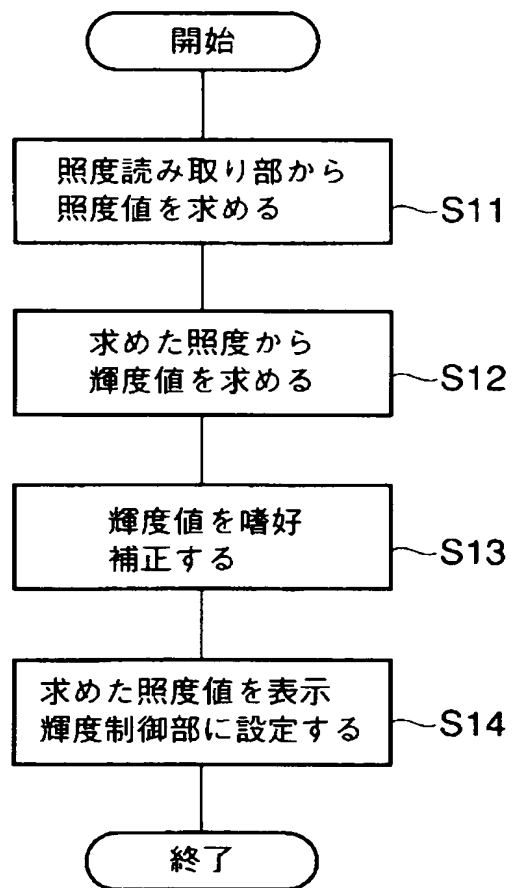 開始
照度読み取り部から
照度値を求める
S11
求めた照度から
輝度値を求める
S12
輝度値を嗜好
補正する
S13
求めた照度値を表示
輝度制御部に設定する
S14
終了